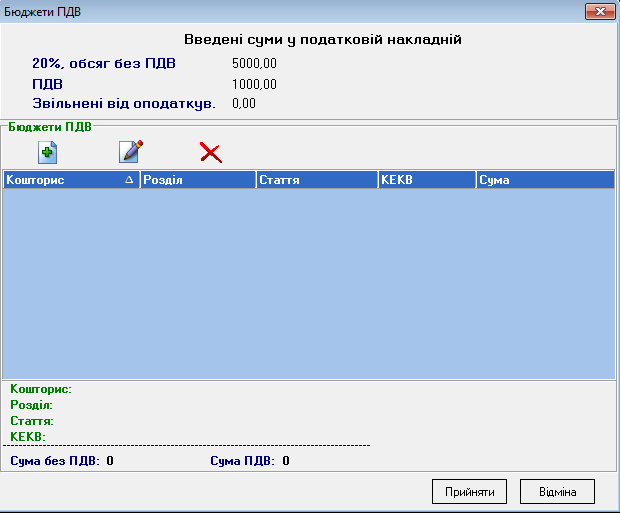 Бюджети ПДВ
Введені суми у податковій накладній
20%, обсяг без ПДВ 5000,00
ПДВ 1000,00
Звільнені від оподаткув. 0,00
Бюджети ПДВ
Кошторис Розділ Стаття КЕКВ Сума
Кошторис:
Розділ:
Стаття:
КЕКВ:
Сума без ПДВ: 0 Сума ПДВ: 0
Прийняти Відміна